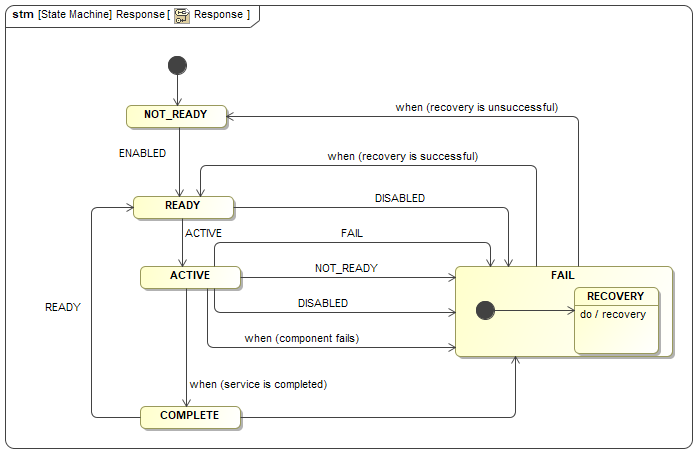 stm [State Machine] Response [ Response ]
NOT_READY
when (recovery is unsuccessful)
ENABLED
when (recovery is successful)
READY
DISABLED
ACTIVE
FAIL
ACTIVE
NOT_READY
FAIL
RECOVERY
do / recovery
READY
DISABLED
when (component fails)
when (service is completed)
COMPLETE